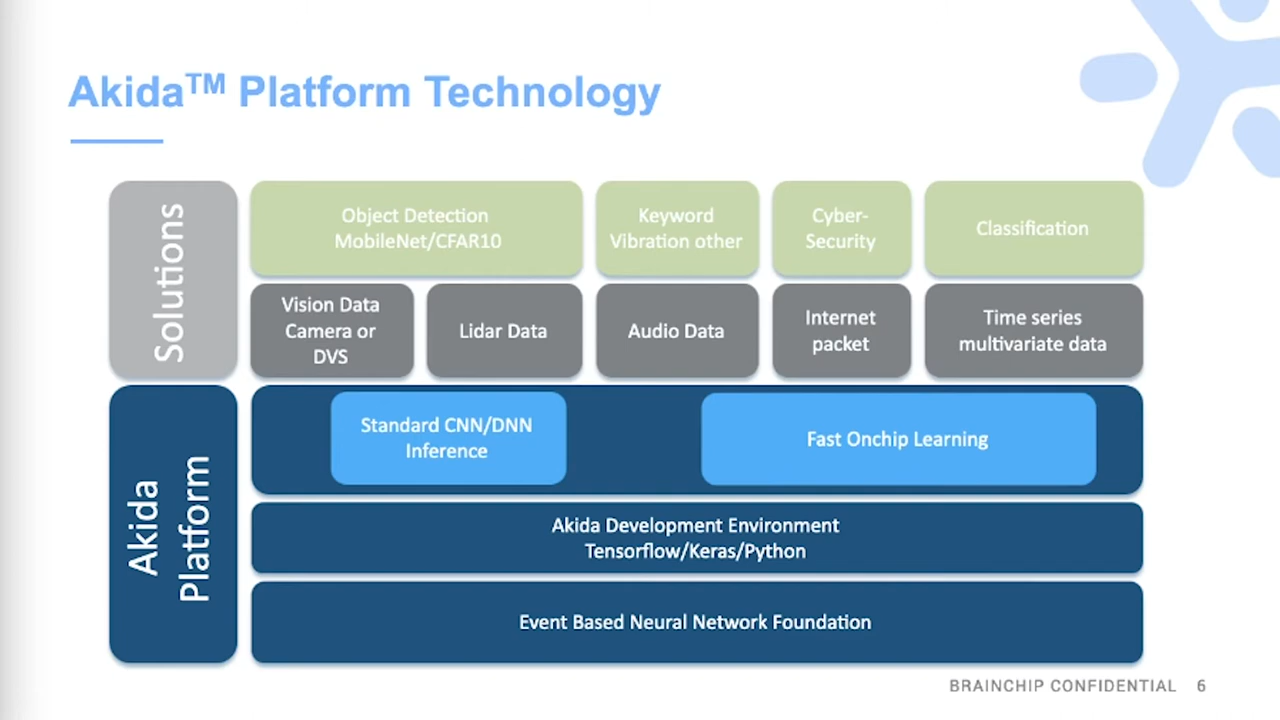 Akida™ Platform Technology
Solutions
Object Detection
MobileNet/CFAR10
Keyword
Vibration other
Cyber-
Security
Classification
Vision Data
Camera or
DVS
Lidar Data
Audio Data
Internet
packet
Time series
multivariate data
Akida
Platform
Standard CNN/DNN
Inference
Fast Onchip Learning
Akida Development Environment
Tensorflow/Keras/Python
Event Based Neural Network Foundation
BRAINCHIP CONFIDENTIAL 6